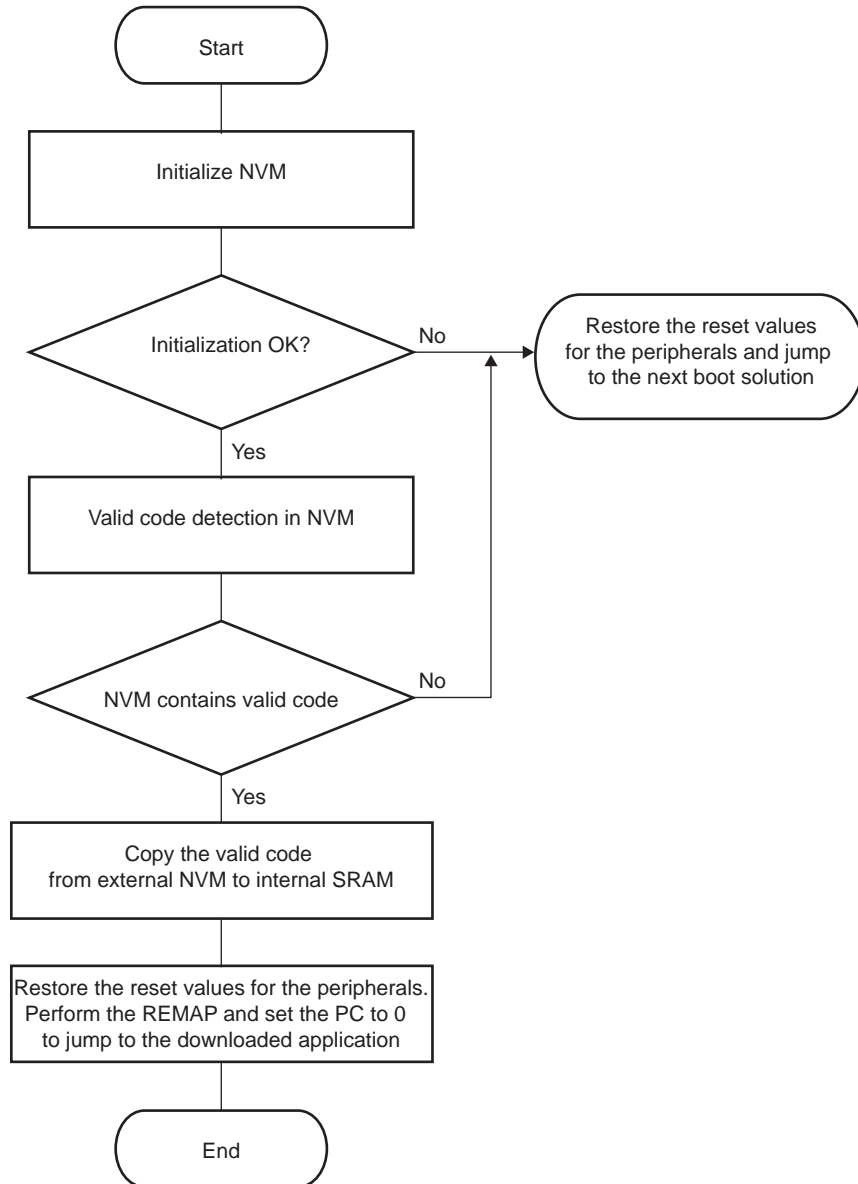 Start
Initialize NVM
Initialization OK?
No
Restore the reset values
for the peripherals and jump
to the next boot solution
Yes
Valid code detection in NVM
NVM contains valid code
No
Yes
Copy the valid code
from external NVM to internal SRAM
Restore the reset values for the peripherals.
Perform the REMAP and set the PC to 0
to jump to the downloaded application
End